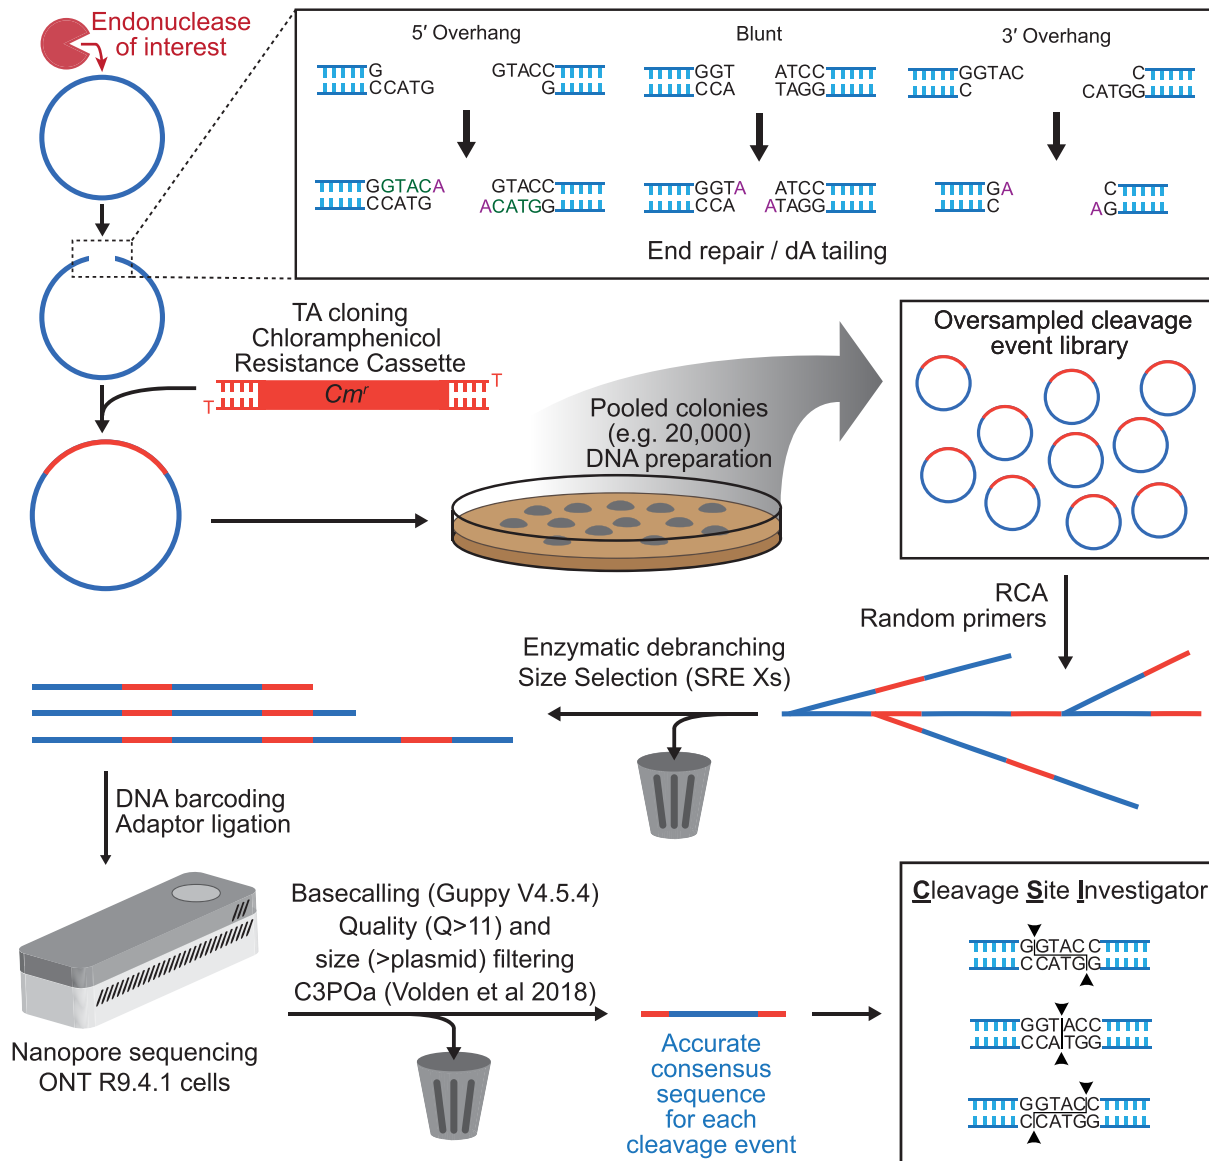 Endonuclease
of interest
5′ Overhang
Blunt
3′ Overhang
G
CCATG
GTACC
G
GGT
CCA
ATCC
TAGG
GGTAC
C
C
CATGG
GGTACA
CCATG
GTACC
ACATGG
GGTA
CCA
ATCC
ATAGG
GA
C
C
AG
End repair / dA tailing
TA cloning
Chloramphenicol
Resistance Cassette
T
Cmʳ
T
Pooled colonies
(e.g. 20,000)
DNA preparation
Oversampled cleavage
event library
RCA
Random primers
Enzymatic debranching
Size Selection (SRE Xs)
DNA barcoding
Adaptor ligation
Nanopore sequencing
ONT R9.4.1 cells
Basecalling (Guppy V4.5.4)
Quality (Q>11) and
size (>plasmid) filtering
C3POa (Volden et al 2018)
Accurate
consensus
sequence
for each
cleavage event
Cleavage Site Investigator
GGTACC
CCATGG
GGTACC
CCATGG
GGTACC
CCATGG